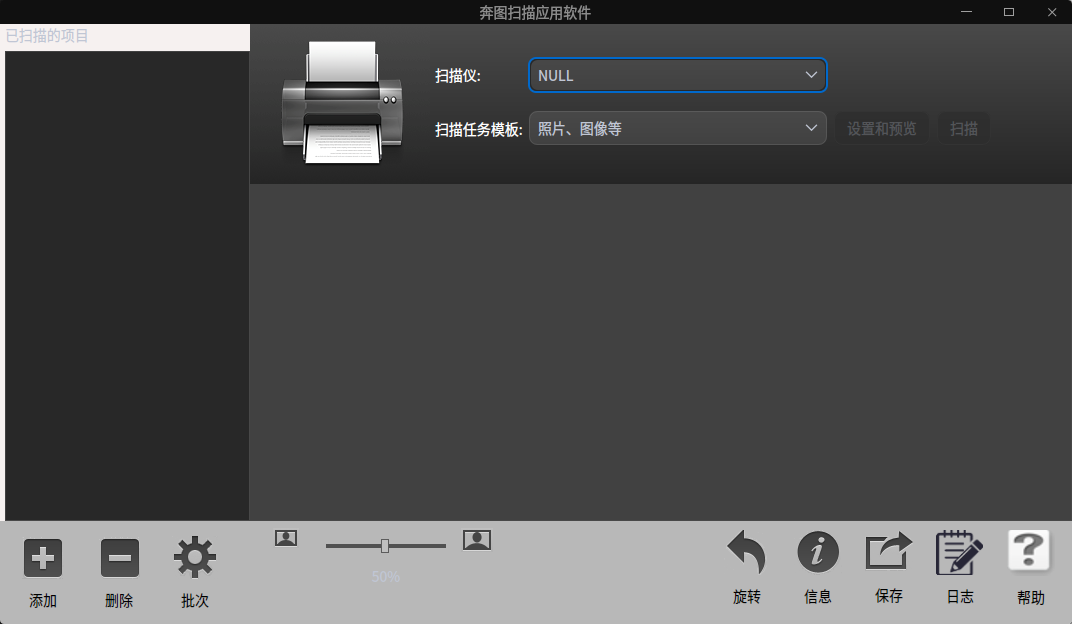 奔图扫描应用软件
已扫描的项目
扫描仪:
NULL
扫描任务模板:
照片、图像等
设置和预览
扫描
50%
添加
删除
批次
旋转
信息
保存
日志
帮助